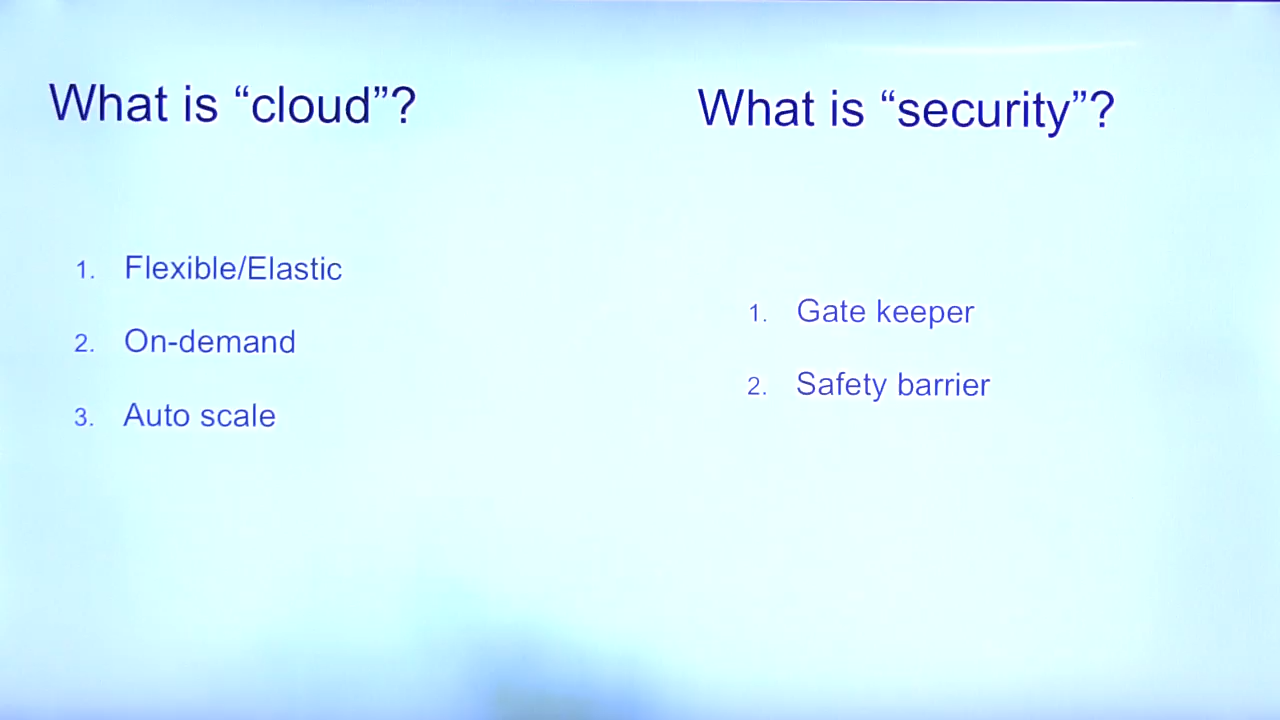 What is “cloud”?
1. Flexible/Elastic
2. On-demand
3. Auto scale
What is “security”?
1. Gate keeper
2. Safety barrier